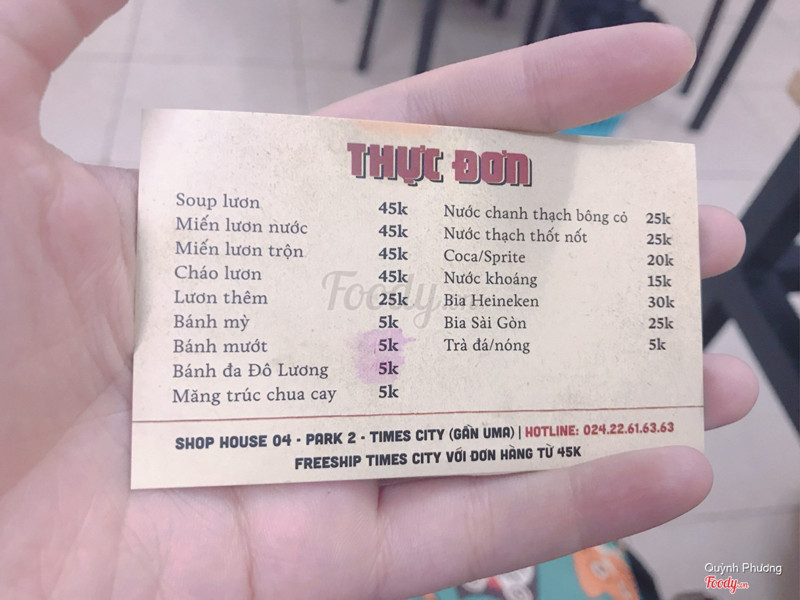 THỰC ĐƠN
Soup lươn 45k
Miến lươn nước 45k
Miến lươn trộn 45k
Cháo lươn 45k
Lươn thêm 25k
Bánh mỳ 5k
Bánh mướt 5k
Bánh đa Đô Lương 5k
Măng trúc chua cay 5k
Nước chanh thạch bông cỏ 25k
Nước thạch thốt nốt 25k
Coca/Sprite 20k
Nước khoáng 15k
Bia Heineken 30k
Bia Sài Gòn 25k
Trà đá/nóng 5k
Foody.vn
SHOP HOUSE 04 - PARK 2 - TIMES CITY (GẦN UMA) | HOTLINE: 024.22.61.63.63
FREESHIP TIMES CITY VỚI ĐƠN HÀNG TỪ 45K
Quỳnh Phương
Foody.vn